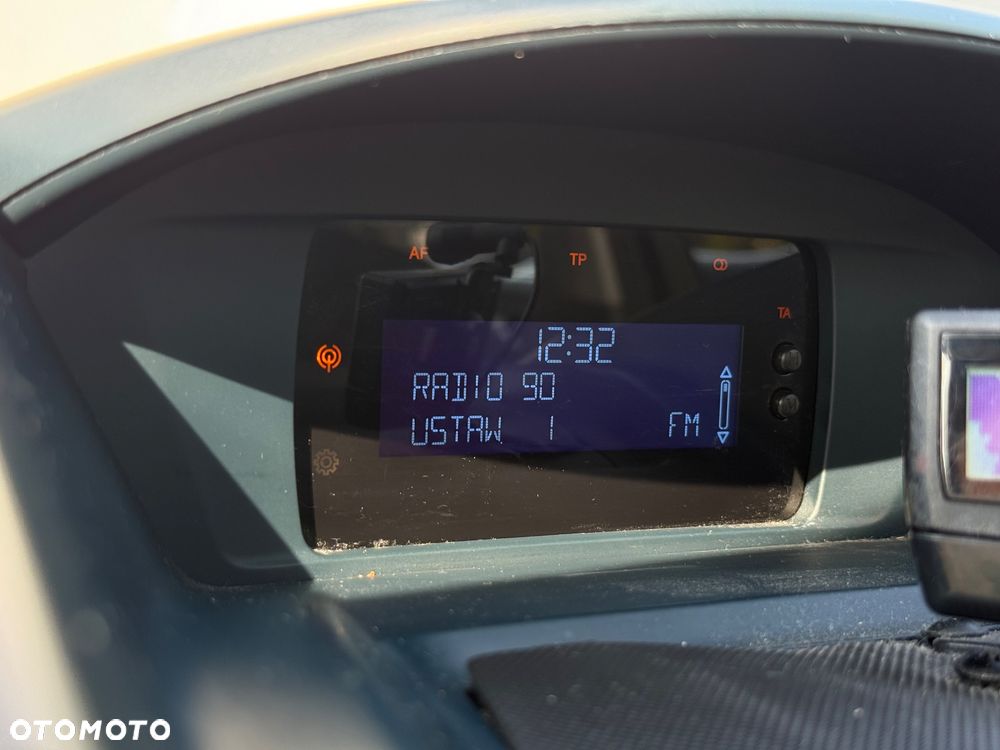 AF TP
TA
12:32
RADIO 90
USTAW. 1 FM
OTOMOTO